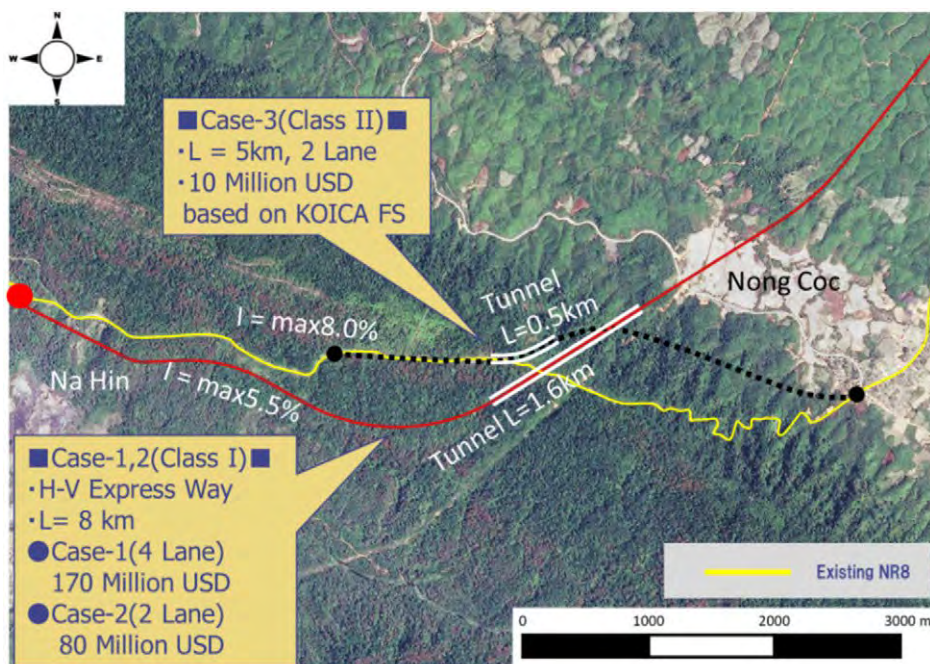 N
W E
S
■Case-3(Class II)■
・L = 5km, 2 Lane
・10 Million USD
based on KOICA FS
Tunnel
L=0.5km
Nong Coc
I = max8.0%
Na Hin
I = max5.5%
Tunnel L=1.6km
■Case-1,2(Class I)■
・H-V Express Way
・L= 8 km
●Case-1(4 Lane)
170 Million USD
●Case-2(2 Lane)
80 Million USD
Existing NR8
0 1000 2000 3000 m